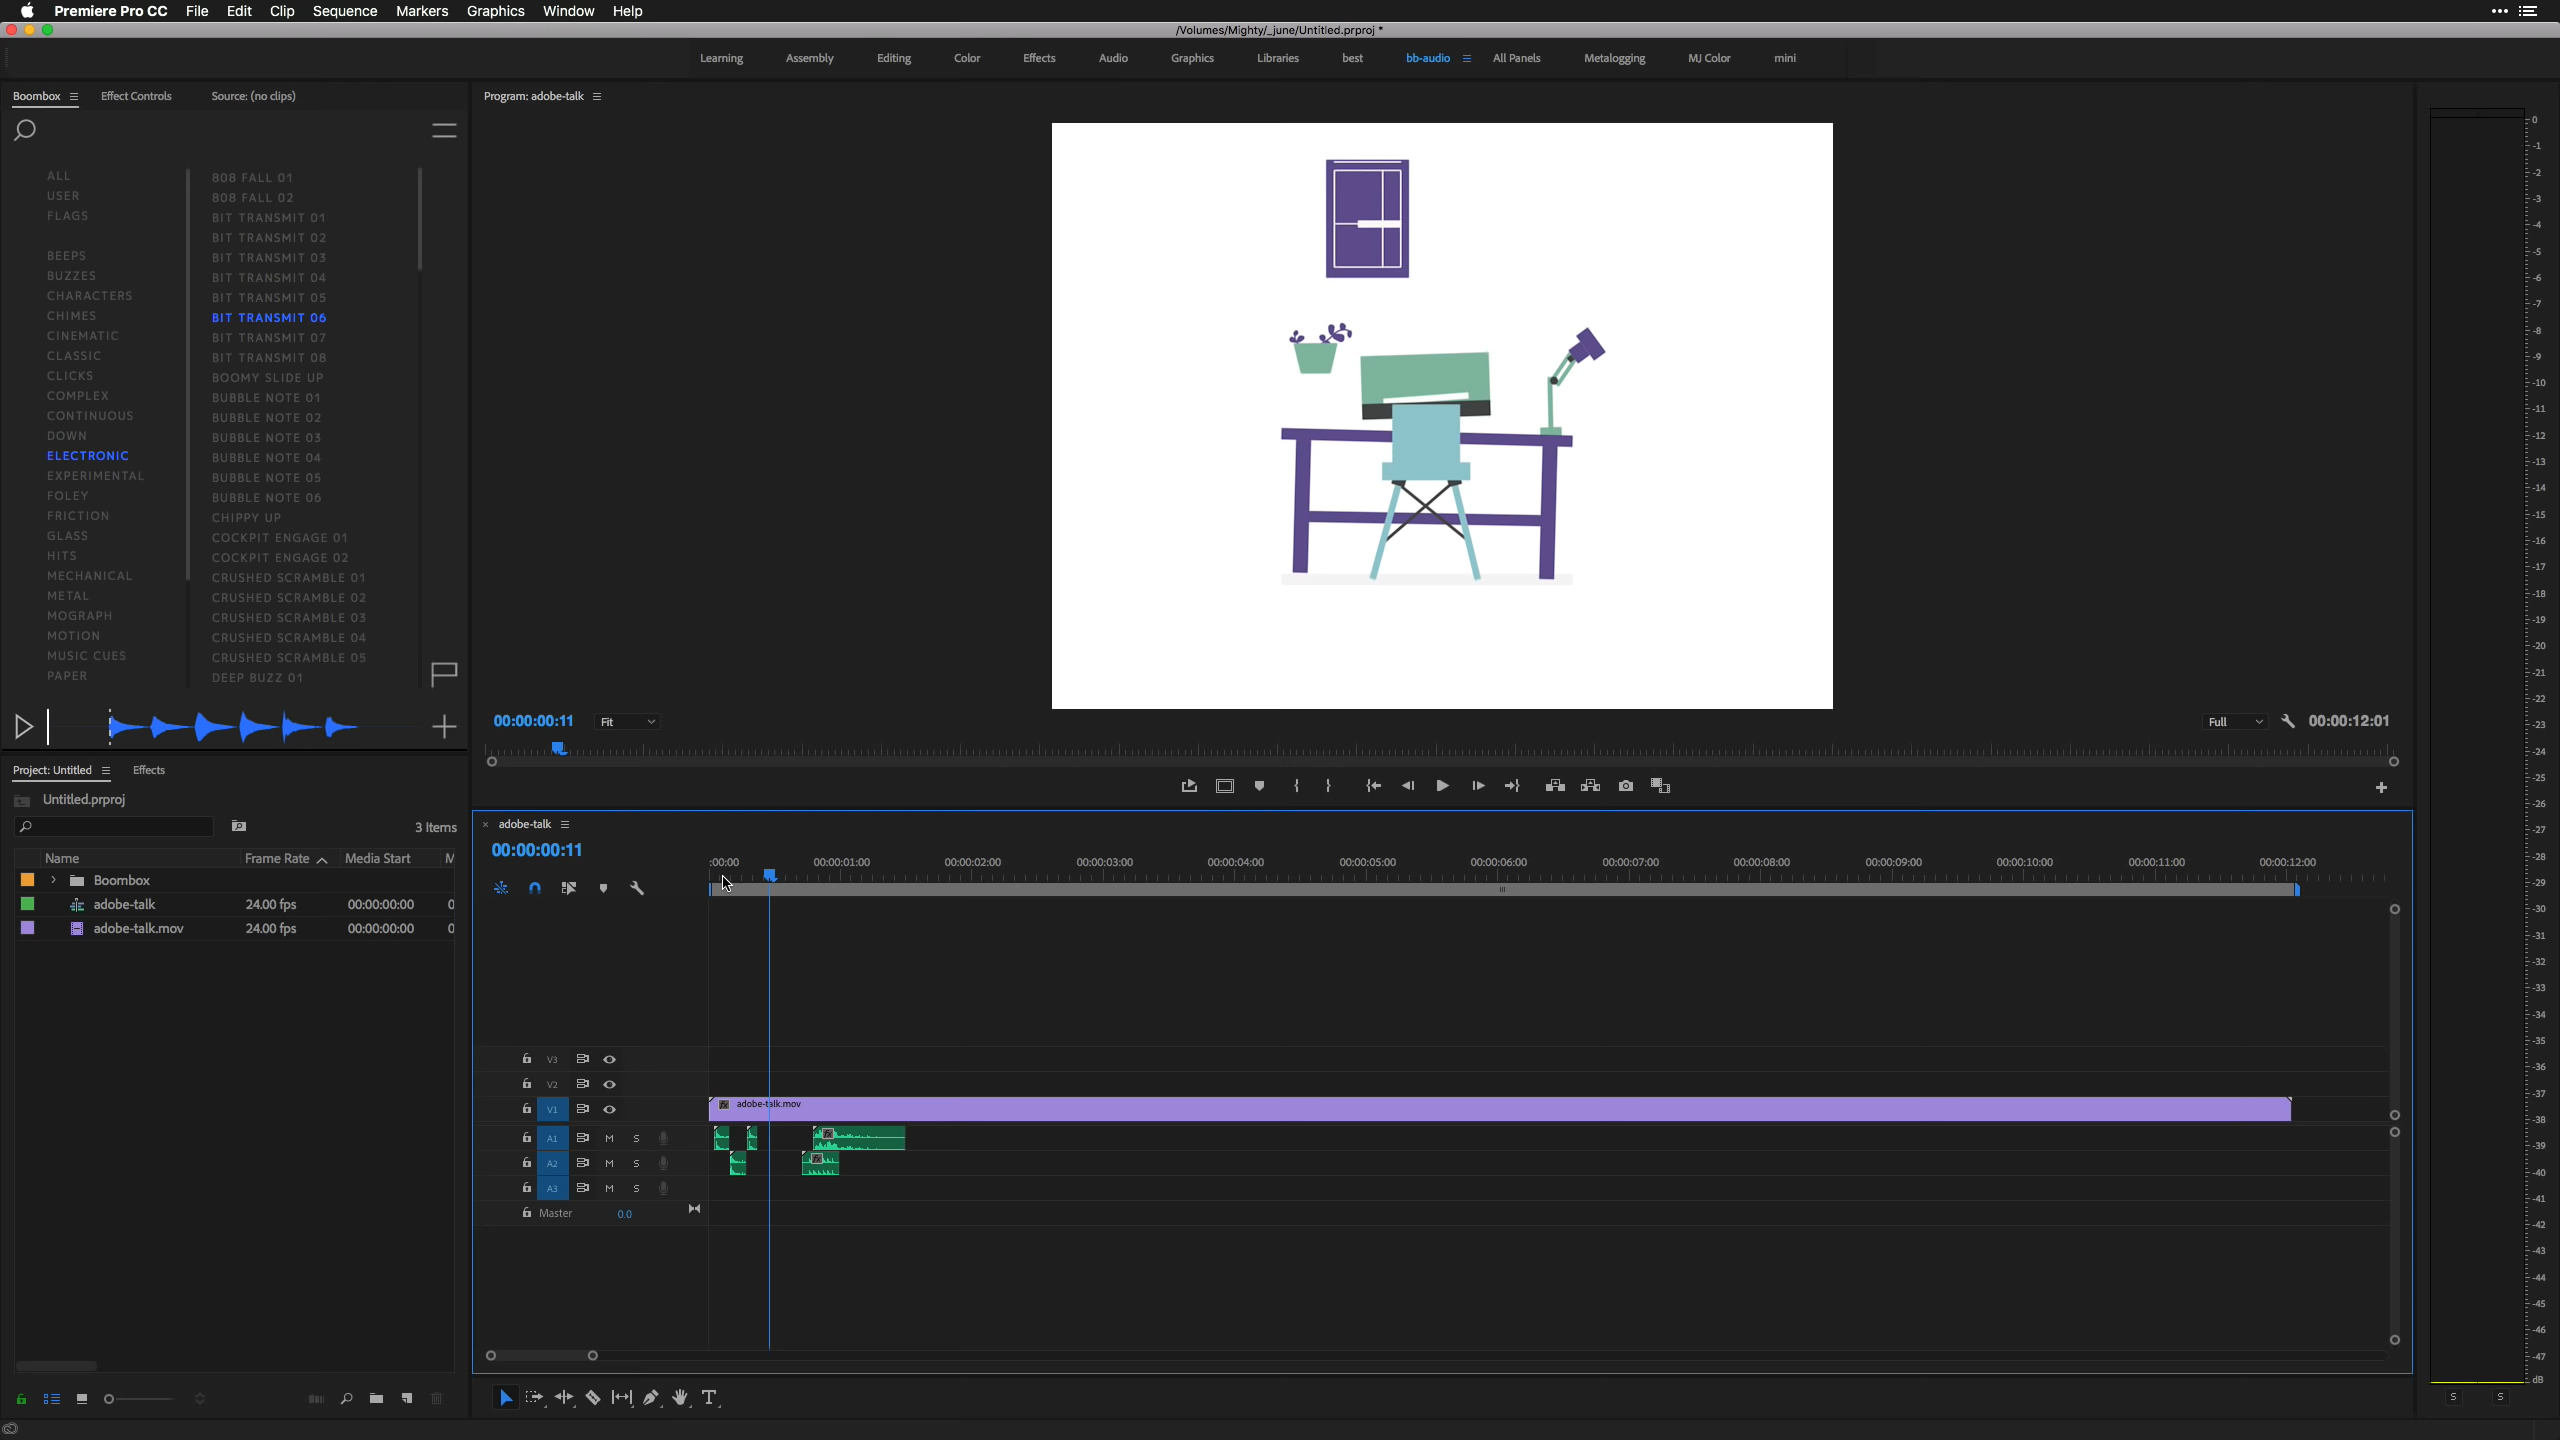 Premiere Pro CC File Edit Clip Sequence Markers Graphics Window Help
/Volumes/Mighty/_june/Untitled.prproj *
Learning Assembly Editing Color Effects Audio Graphics Libraries best bb-audio All Panels Metalogging MJ Color mini
Boombox Effect Controls Source: (no clips)
ALL
USER
FLAGS
BEEPS
BUZZES
CHARACTERS
CHIMES
CINEMATIC
CLASSIC
CLICKS
COMPLEX
CONTINUOUS
DOWN
ELECTRONIC
EXPERIMENTAL
FOLEY
FRICTION
GLASS
HITS
MECHANICAL
METAL
MOGRAPH
MOTION
MUSIC CUES
PAPER
808 FALL 01
808 FALL 02
BIT TRANSMIT 01
BIT TRANSMIT 02
BIT TRANSMIT 03
BIT TRANSMIT 04
BIT TRANSMIT 05
BIT TRANSMIT 06
BIT TRANSMIT 07
BIT TRANSMIT 08
BOOMY SLIDE UP
BUBBLE NOTE 01
BUBBLE NOTE 02
BUBBLE NOTE 03
BUBBLE NOTE 04
BUBBLE NOTE 05
BUBBLE NOTE 06
CHIPPY UP
COCKPIT ENGAGE 01
COCKPIT ENGAGE 02
CRUSHED SCRAMBLE 01
CRUSHED SCRAMBLE 02
CRUSHED SCRAMBLE 03
CRUSHED SCRAMBLE 04
CRUSHED SCRAMBLE 05
DEEP BUZZ 01
Program: adobe-talk
00:00:00:11 Fit Full 00:00:12:01
Project: Untitled Effects
Untitled.prproj
3 Items
Name Frame Rate Media Start M
Boombox
adobe-talk 24.00 fps 00:00:00:00 0
adobe-talk.mov 24.00 fps 00:00:00:00 0
adobe-talk
00:00:00:11
:00:00 00:00:01:00 00:00:02:00 00:00:03:00 00:00:04:00 00:00:05:00 00:00:06:00 00:00:07:00 00:00:08:00 00:00:09:00 00:00:10:00 00:00:11:00 00:00:12:00
V3
V2
V1 fx adobe-talk.mov
A1 M S fx
A2 M S fx
A3 M S
Master 0.0
T
0
-1
-2
-3
-4
-5
-6
-7
-8
-9
-10
-11
-12
-13
-14
-15
-16
-17
-18
-19
-20
-21
-22
-23
-24
-25
-26
-27
-28
-29
-30
-31
-32
-33
-34
-35
-36
-37
-38
-39
-40
-41
-42
-43
-44
-45
-46
-47
dB
S S